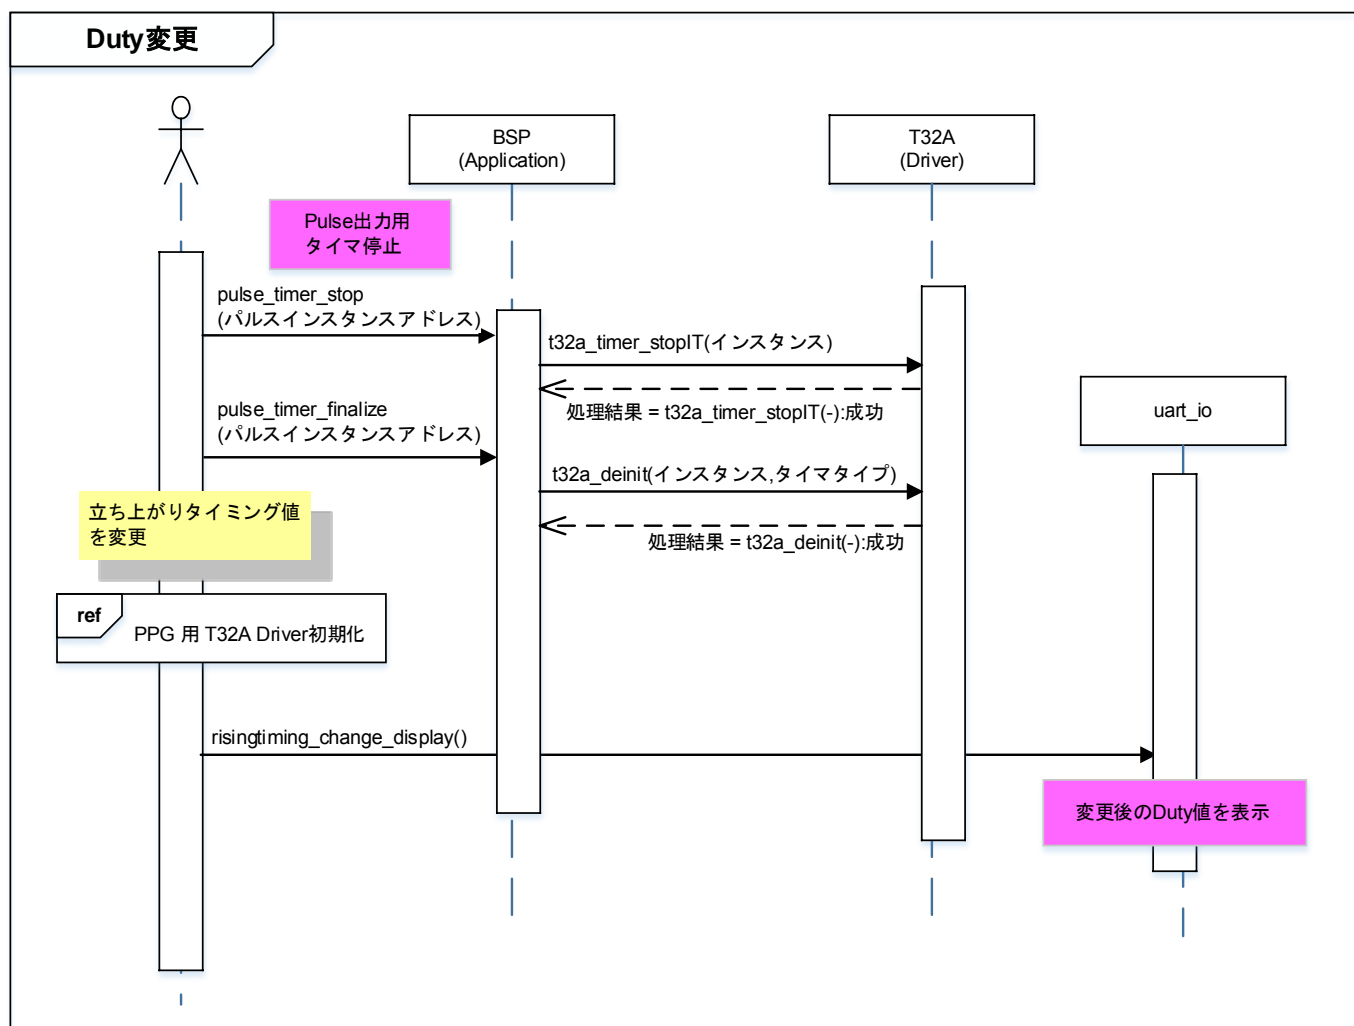 Duty変更
BSP
(Application)
T32A
(Driver)
Pulse出力用
タイマ停止
pulse_timer_stop
(パルスインスタンスアドレス)
t32a_timer_stopIT(インスタンス)
処理結果 = t32a_timer_stopIT(-):成功
uart_io
pulse_timer_finalize
(パルスインスタンスアドレス)
t32a_deinit(インスタンス,タイマタイプ)
処理結果 = t32a_deinit(-):成功
立ち上がりタイミング値
を変更
ref
PPG 用 T32A Driver初期化
risingtiming_change_display()
変更後のDuty値を表示